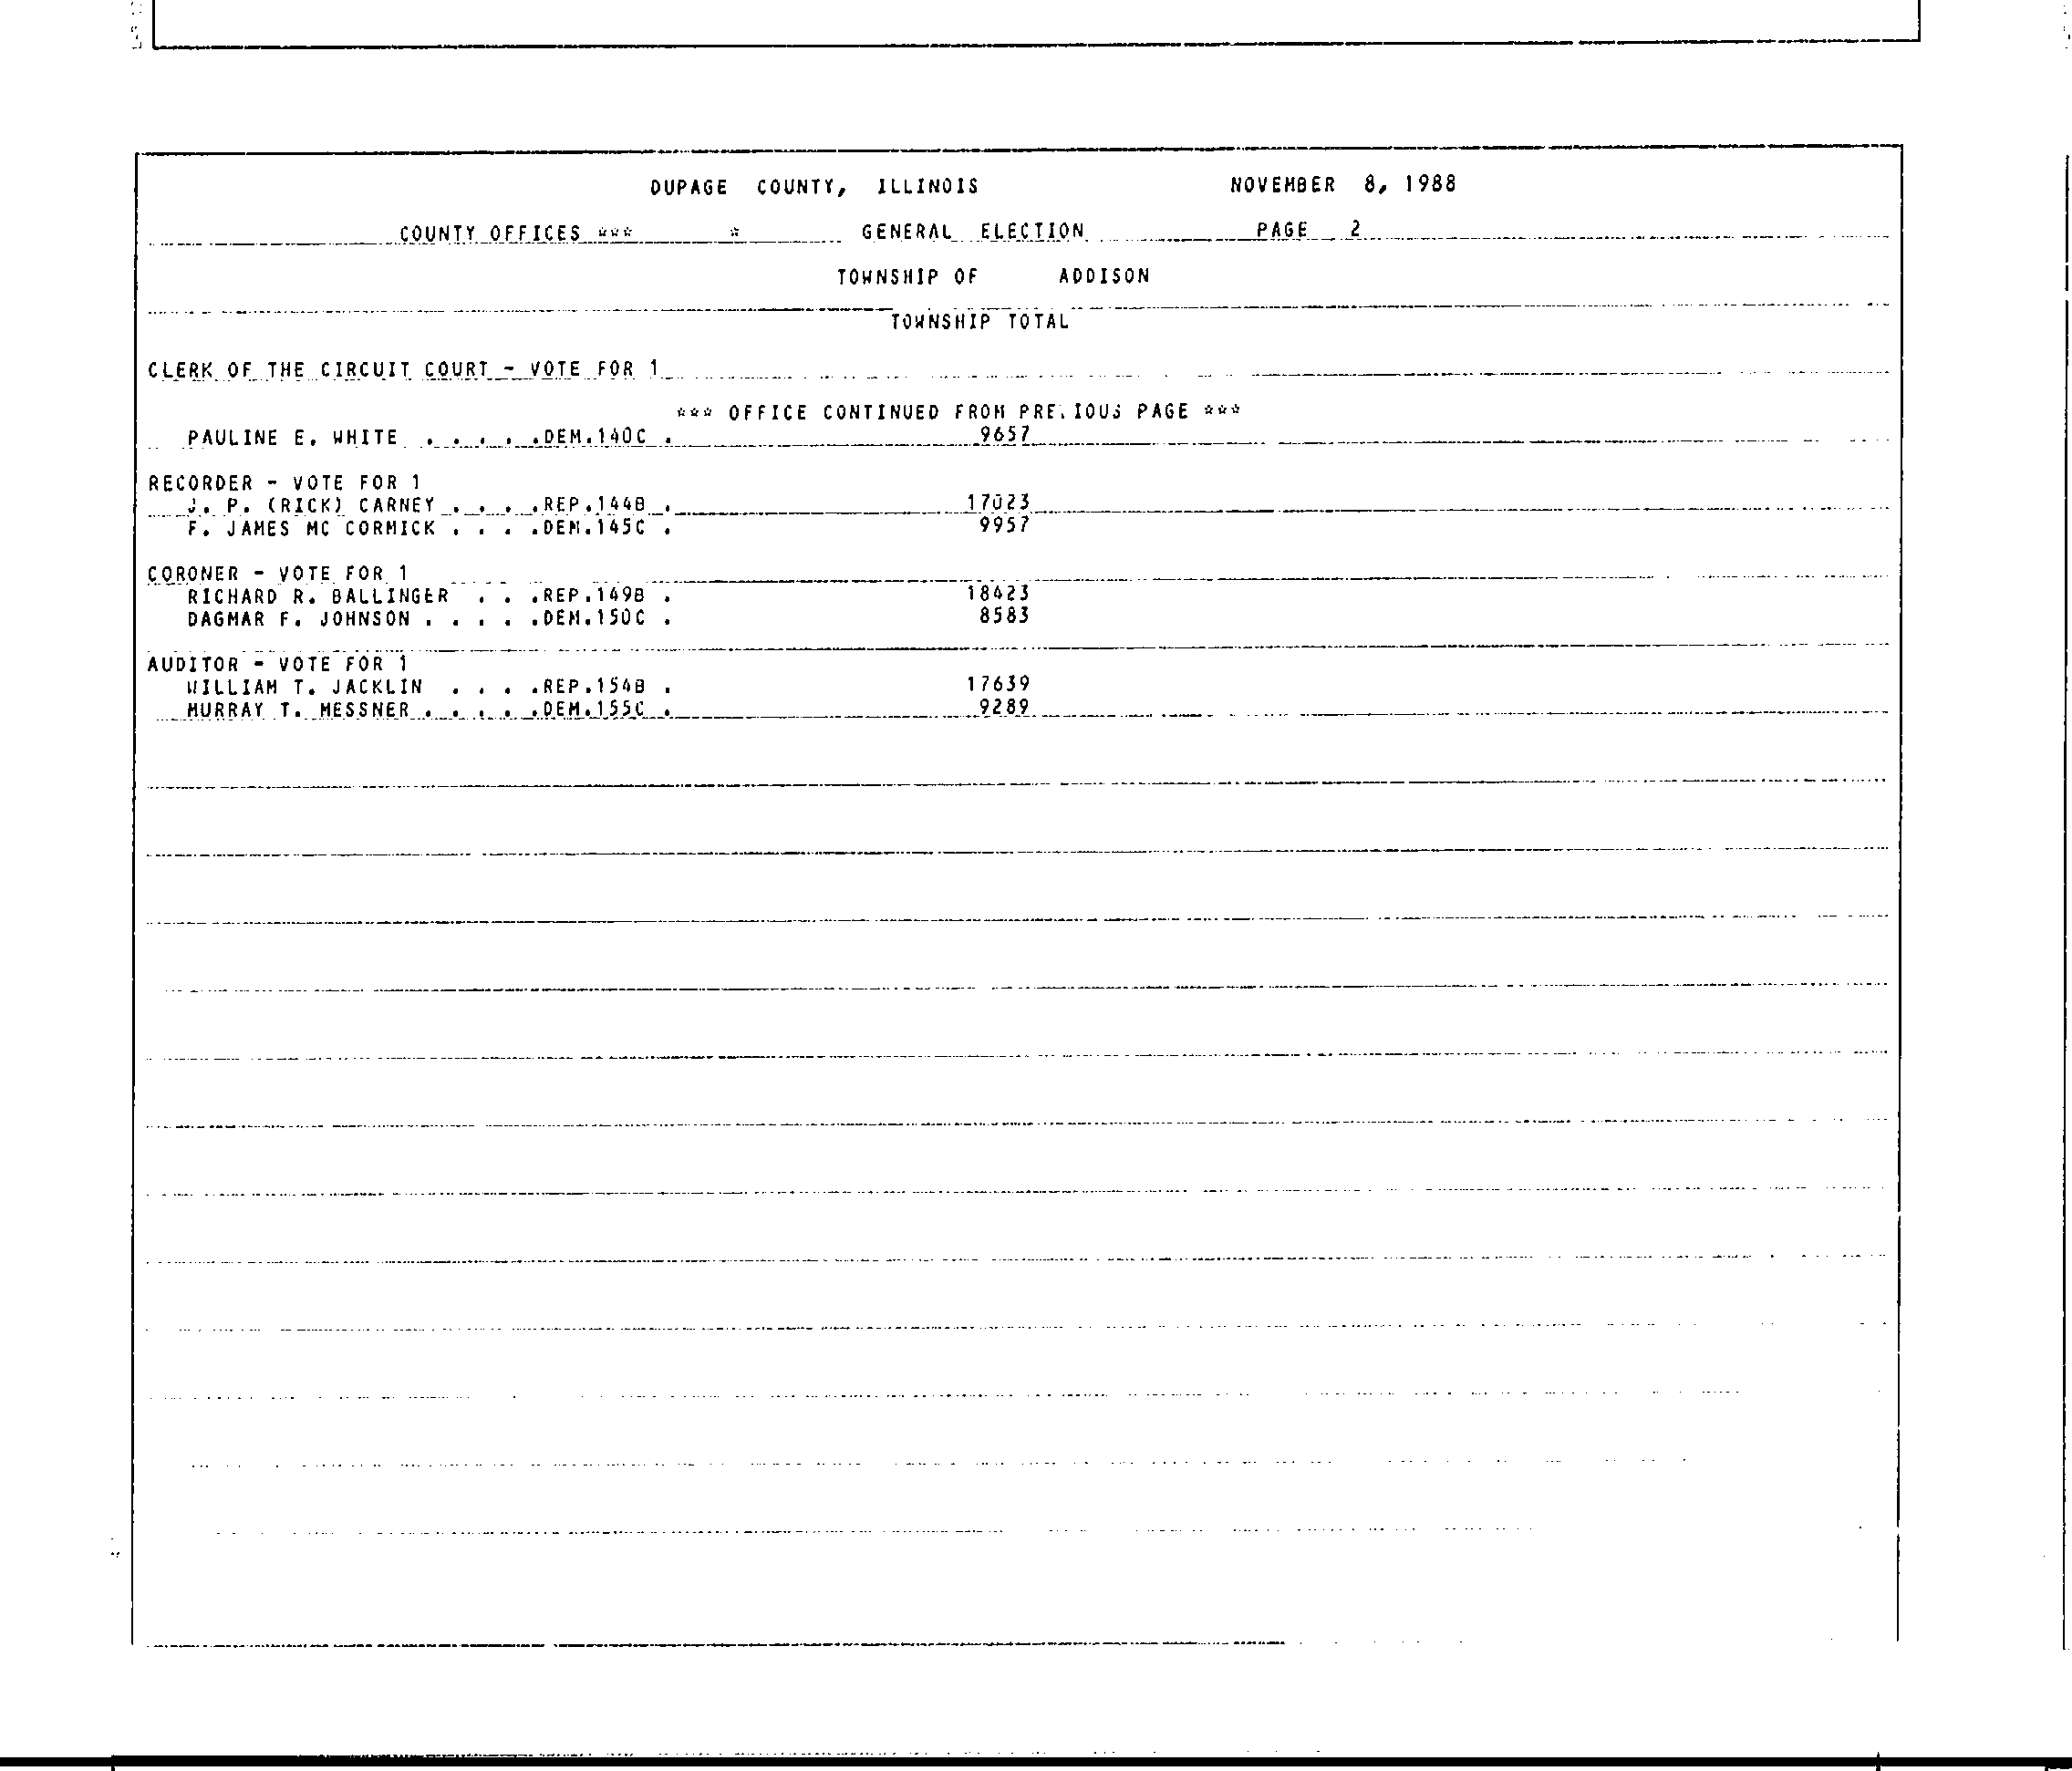 DUPAGE COUNTY, ILLINOIS NOVEMBER 8, 1988
COUNTY OFFICES *** * GENERAL ELECTION PAGE 2
TOWNSHIP OF ADDISON
TOWNSHIP TOTAL
CLERK OF THE CIRCUIT COURT - VOTE FOR 1
*** OFFICE CONTINUED FROM PRE.IOUS PAGE ***
PAULINE E. WHITE . . . . .DEM.140C . 9657
RECORDER - VOTE FOR 1
J. P. (RICK) CARNEY . . . .REP.144B . 17023
F. JAMES MC CORMICK . . . .DEM.145C . 9957
CORONER - VOTE FOR 1
RICHARD R. BALLINGER . . .REP.149B . 18423
DAGMAR F. JOHNSON . . . . .DEM.150C . 8583
AUDITOR - VOTE FOR 1
WILLIAM T. JACKLIN . . . .REP.154B . 17639
MURRAY T. MESSNER . . . . .DEM.155C . 9289